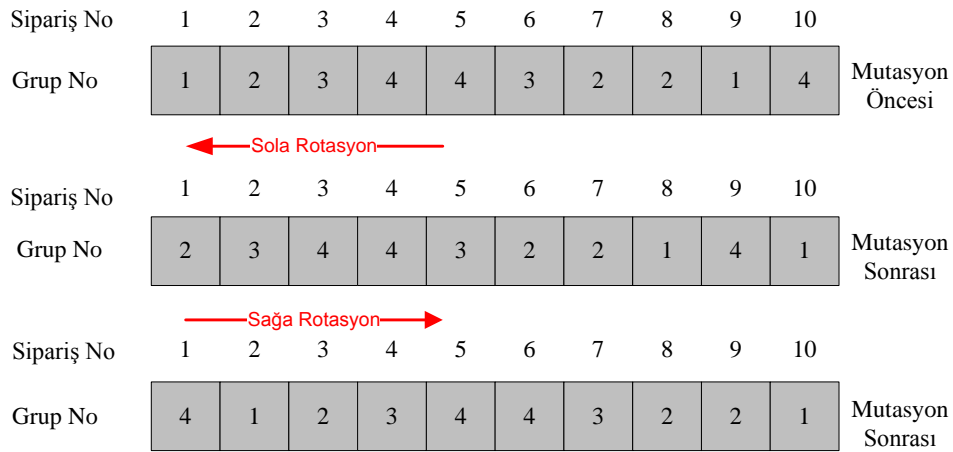 Sipariş No 1 2 3 4 5 6 7 8 9 10
Grup No 1 2 3 4 4 3 2 2 1 4 Mutasyon
Öncesi
Sola Rotasyon
Sipariş No 1 2 3 4 5 6 7 8 9 10
Grup No 2 3 4 4 3 2 2 1 4 1 Mutasyon
Sonrası
Sağa Rotasyon
Sipariş No 1 2 3 4 5 6 7 8 9 10
Grup No 4 1 2 3 4 4 3 2 2 1 Mutasyon
Sonrası